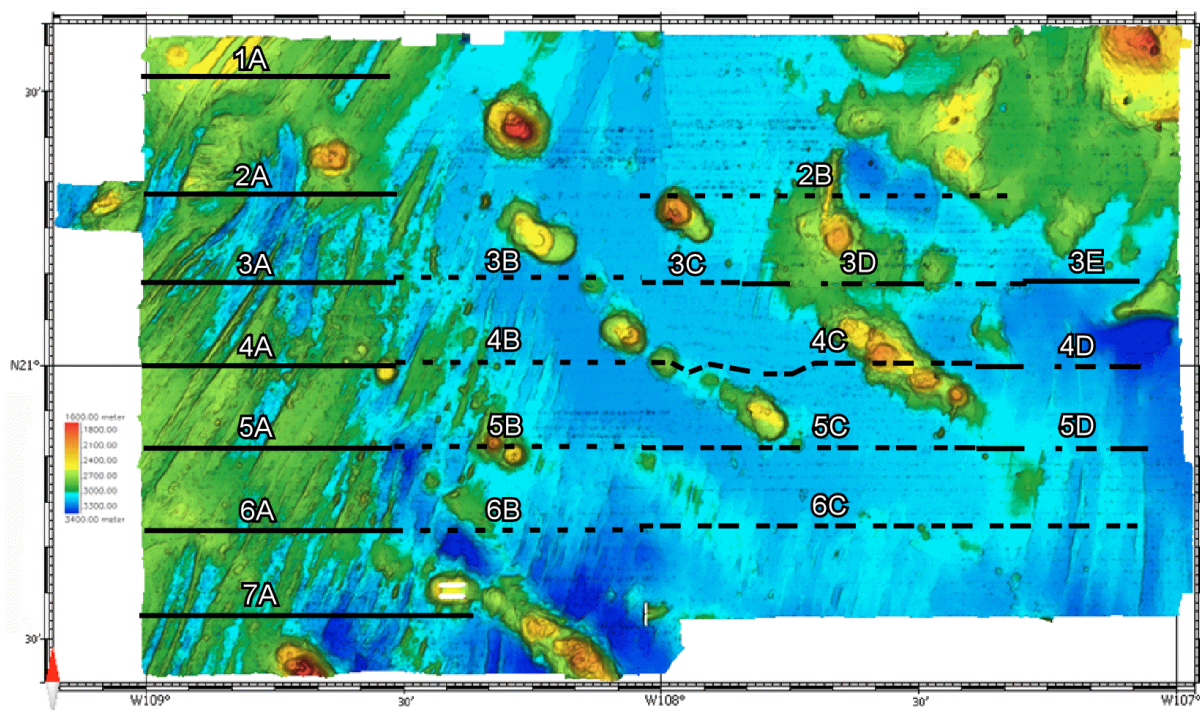 1A
30'
2A 2B
3A 3B 3C 3D 3E
4A 4B 4C 4D
N21°
1600.00 meter
1800.00
2100.00
2400.00
2700.00
3000.00
3300.00
3400.00 meter
5A 5B 5C 5D
6A 6B 6C
7A
30'
W109° 30' W108° 30' W107°